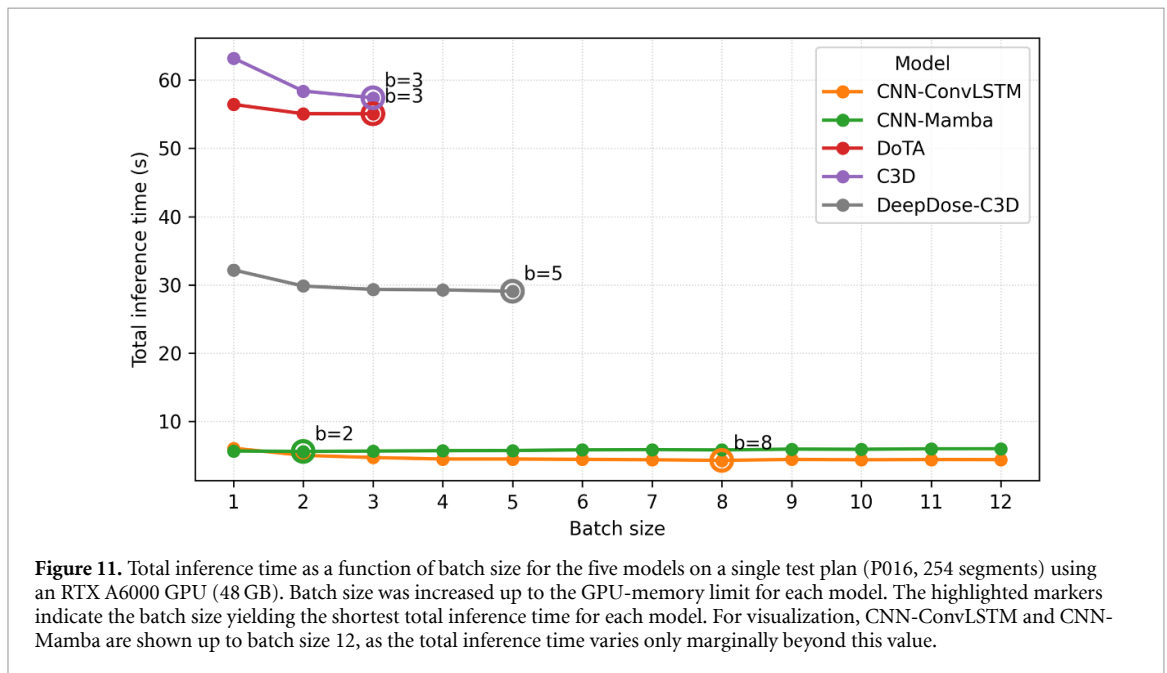 60
50
40
30
20
10
Total inference time (s)
b=3
b=3
b=5
b=2
b=8
Model
CNN-ConvLSTM
CNN-Mamba
DoTA
C3D
DeepDose-C3D
1 2 3 4 5 6 7 8 9 10 11 12
Batch size
Figure 11. Total inference time as a function of batch size for the five models on a single test plan (P016, 254 segments) using
an RTX A6000 GPU (48 GB). Batch size was increased up to the GPU-memory limit for each model. The highlighted markers
indicate the batch size yielding the shortest total inference time for each model. For visualization, CNN-ConvLSTM and CNN-
Mamba are shown up to batch size 12, as the total inference time varies only marginally beyond this value.